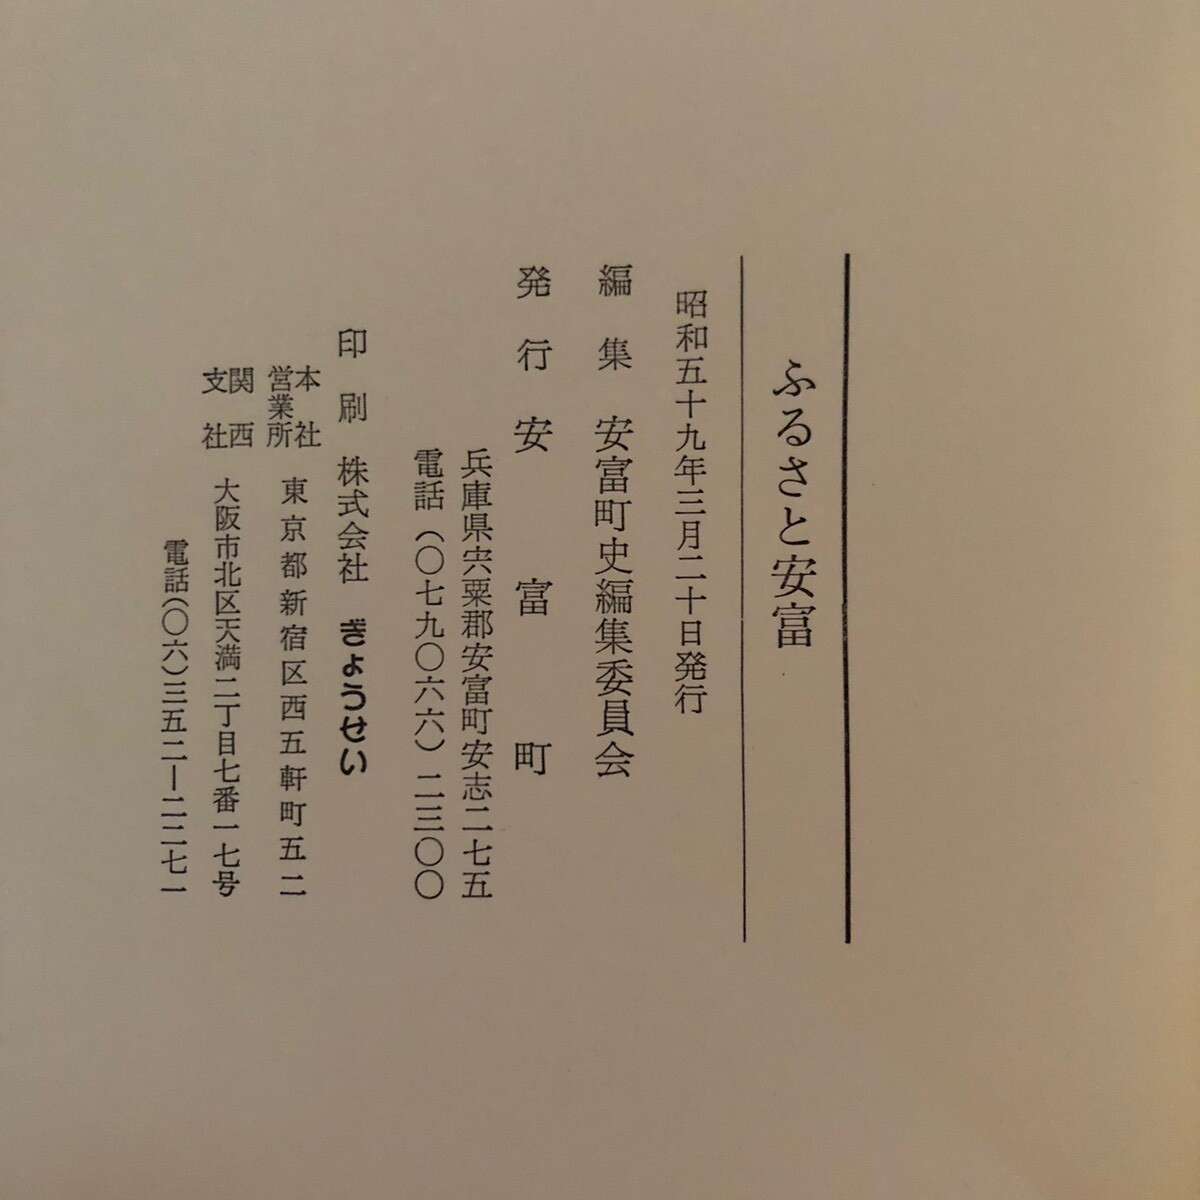 ふるさと安富
昭和五十九年三月二十日発行
編集 安富町史編集委員会
発行 安富町
兵庫県宍粟郡安富町安志二七五
電話(〇七九〇六六)二三〇〇
印刷 株式会社 ぎょうせい
本社
営業所
東京都新宿区西五軒町五二
関西
支社
大阪市北区天満二丁目七番一七号
電話(〇六)三五二―二二七一